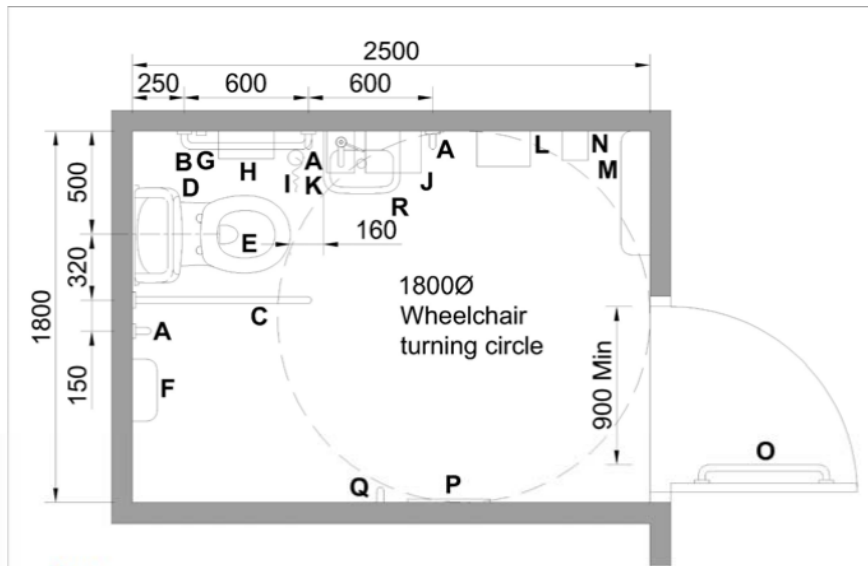 2500
250
600
600
B
G
H
I
A
K
A
J
L
N
M
D
R
500
E
160
320
C
1800Ø
Wheelchair
turning circle
1800
A
150
F
900 Min
O
Q
P